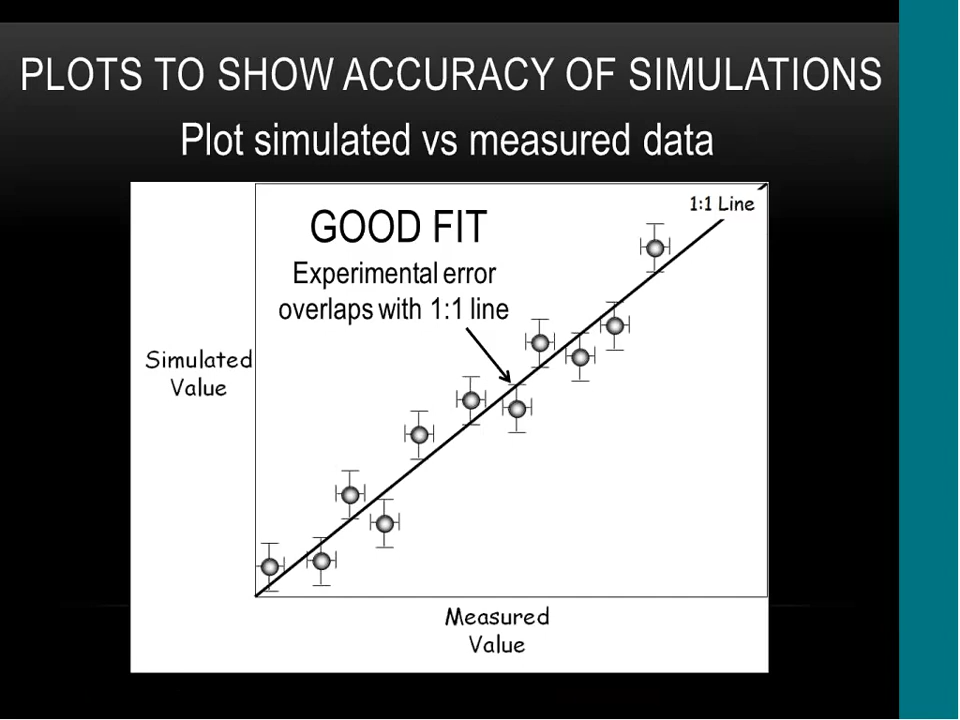 PLOTS TO SHOW ACCURACY OF SIMULATIONS
Plot simulated vs measured data
1:1 Line
GOOD FIT
Experimental error
overlaps with 1:1 line
Simulated
Value
Measured
Value